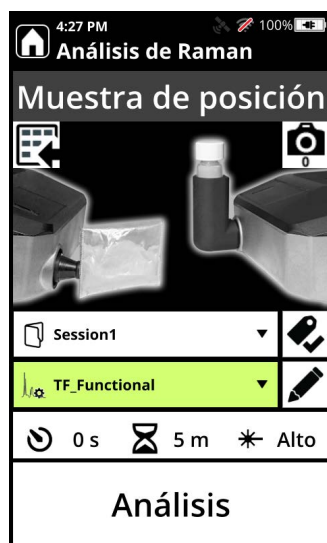 4:27 PM
100%
Análisis de Raman
Muestra de posición
0
Session1
TF_Functional
0 s
5 m
Alto
Análisis